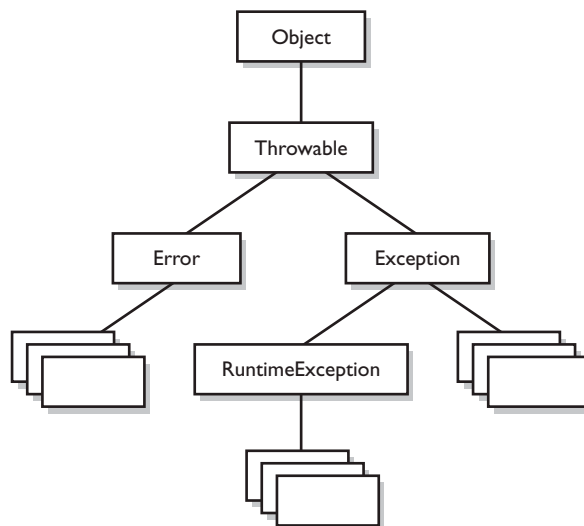 Object
Throwable
Error
Exception
RuntimeException